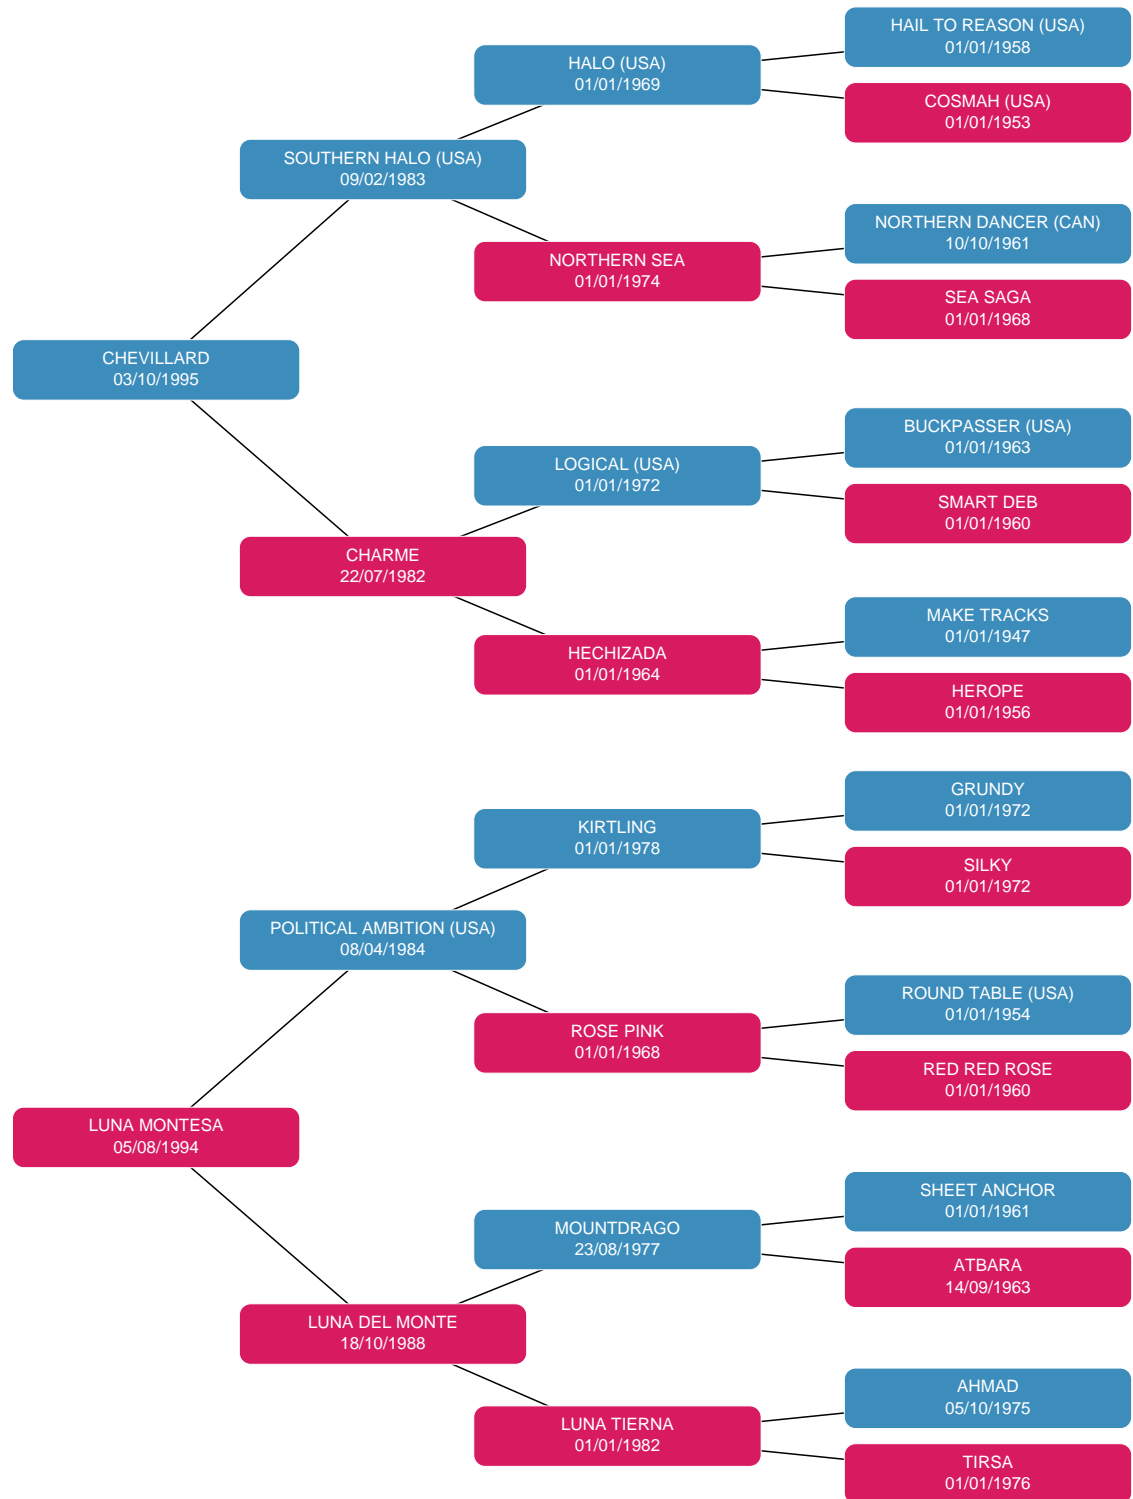 HAIL TO REASON (USA)
01/01/1958
HALO (USA)
01/01/1969
COSMAH (USA)
01/01/1953
SOUTHERN HALO (USA)
09/02/1983
NORTHERN DANCER (CAN)
10/10/1961
NORTHERN SEA
01/01/1974
SEA SAGA
01/01/1968
CHEVILLARD
03/10/1995
BUCKPASSER (USA)
01/01/1963
LOGICAL (USA)
01/01/1972
SMART DEB
01/01/1960
CHARME
22/07/1982
MAKE TRACKS
01/01/1947
HECHIZADA
01/01/1964
HEROPE
01/01/1956
GRUNDY
01/01/1972
KIRTLING
01/01/1978
SILKY
01/01/1972
POLITICAL AMBITION (USA)
08/04/1984
ROUND TABLE (USA)
01/01/1954
ROSE PINK
01/01/1968
RED RED ROSE
01/01/1960
LUNA MONTESA
05/08/1994
SHEET ANCHOR
01/01/1961
MOUNTDRAGO
23/08/1977
ATBARA
14/09/1963
LUNA DEL MONTE
18/10/1988
AHMAD
05/10/1975
LUNA TIERNA
01/01/1982
TIRSA
01/01/1976